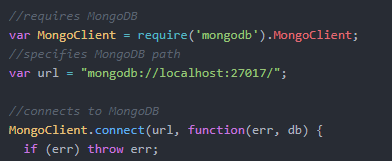 //requires MongoDB
var MongoClient = require('mongodb').MongoClient;
//specifies MongoDB path
var url = "mongodb://localhost:27017/";
//connects to MongoDB
MongoClient.connect(url, function(err, db) {
if (err) throw err;